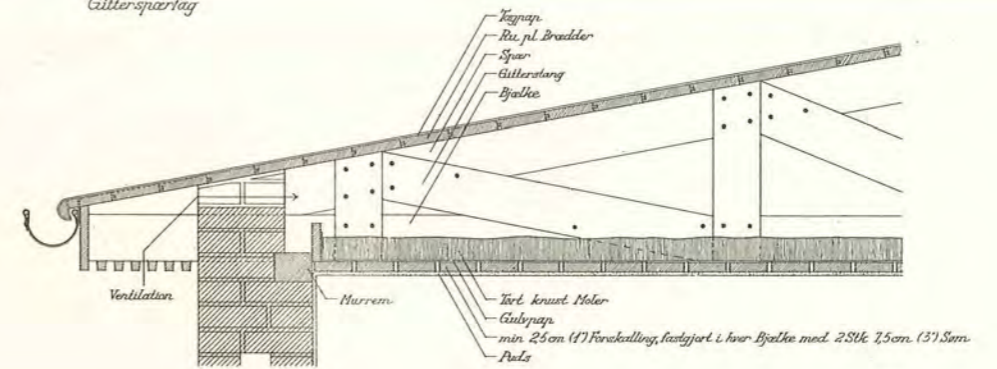 Gitterspærfag
Tagpap
Ru pl. Brædder
Spær
Gitterstang
Bjælke
Ventilation
Murrem
Tørt knust Moler
Gulvpap
min 2,5 cm (1") Forskalling, fastgjort i hver Bjælke med 2 Stk 7,5 cm (3") Søm
Puds